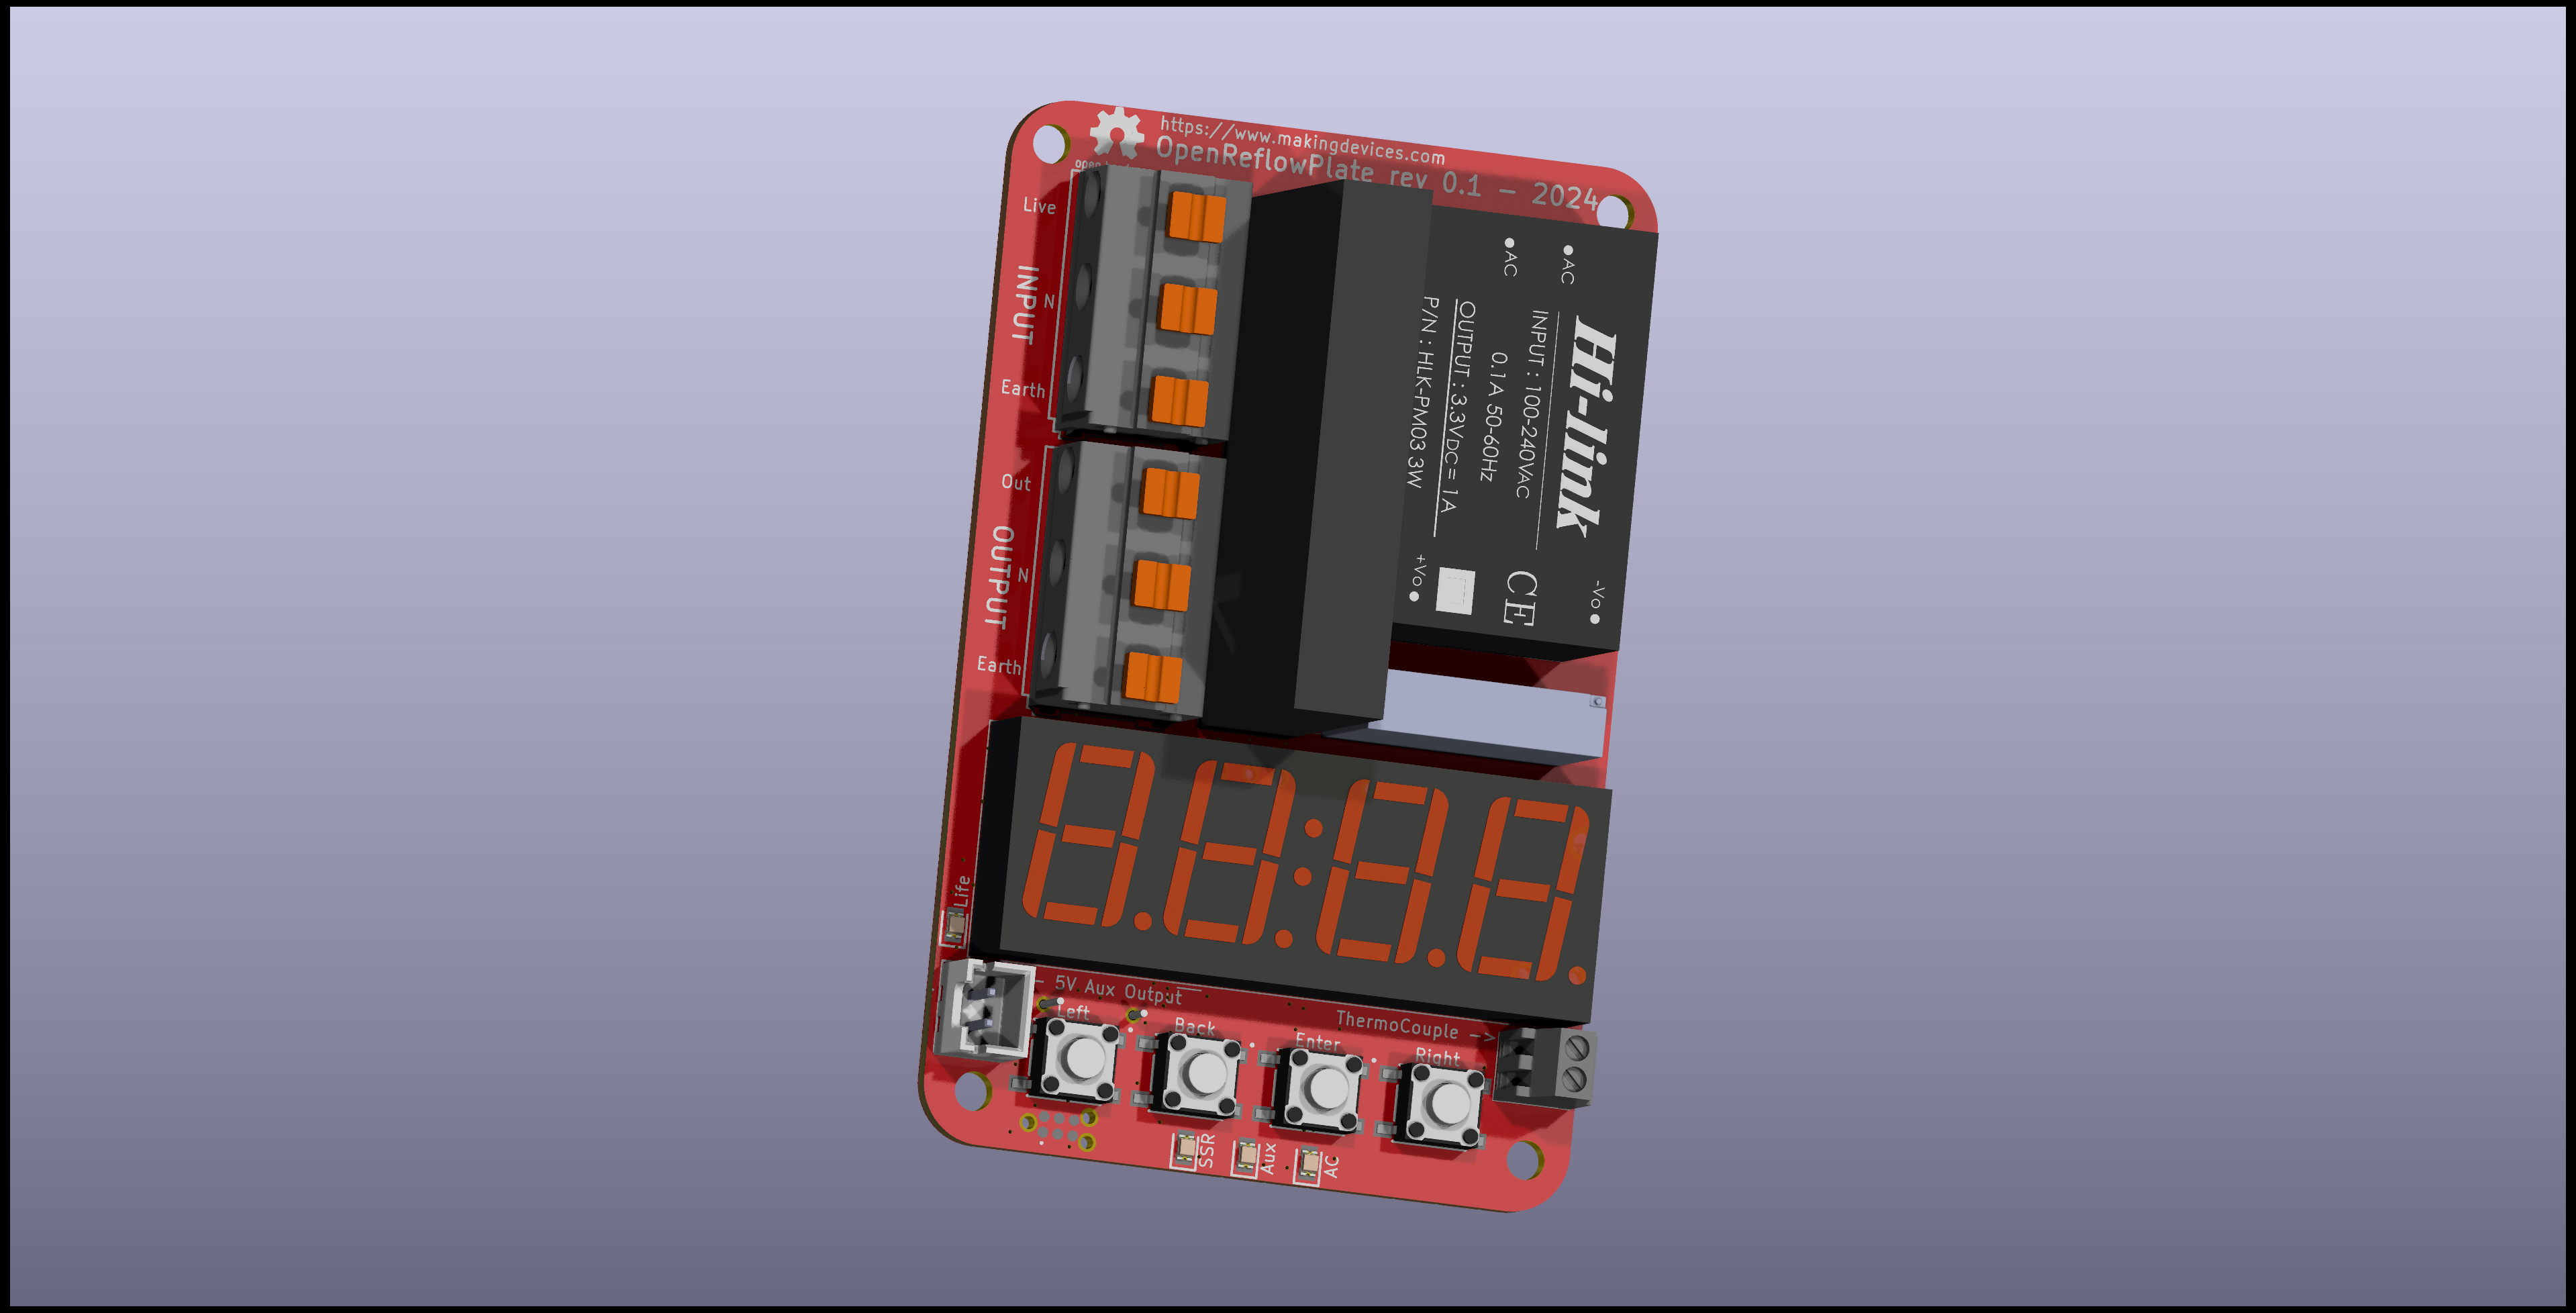 https://www.makingdevices.com
OpenReflowPlate rev 0.1 - 2024
Live
N
Earth
INPUT
Out
N
Earth
OUTPUT
AC
AC
Hi-link
INPUT : 100-240VAC
0.1A 50-60Hz
OUTPUT : 3.3VDC= 1A
P/N : HLK-PM03 3W
+Vo
CE
-Vo
Life
- 5V Aux Output
ThermoCouple ->
Left
Back
Enter
Right
SSR
Aux
AC